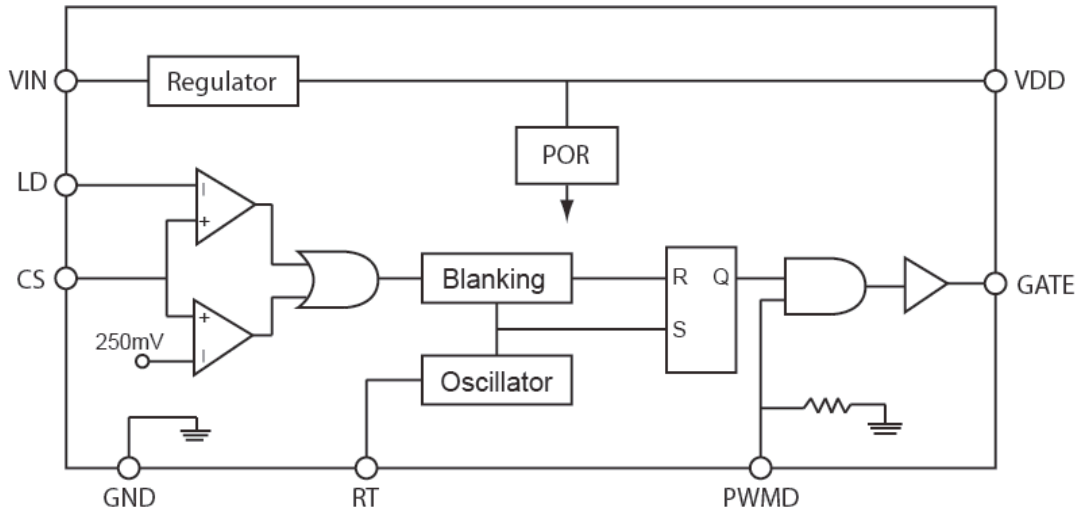 VIN
Regulator
VDD
POR
LD
CS
-
+
+
-
250mV
Blanking
Oscillator
R Q
S
GATE
GND
RT
PWMD